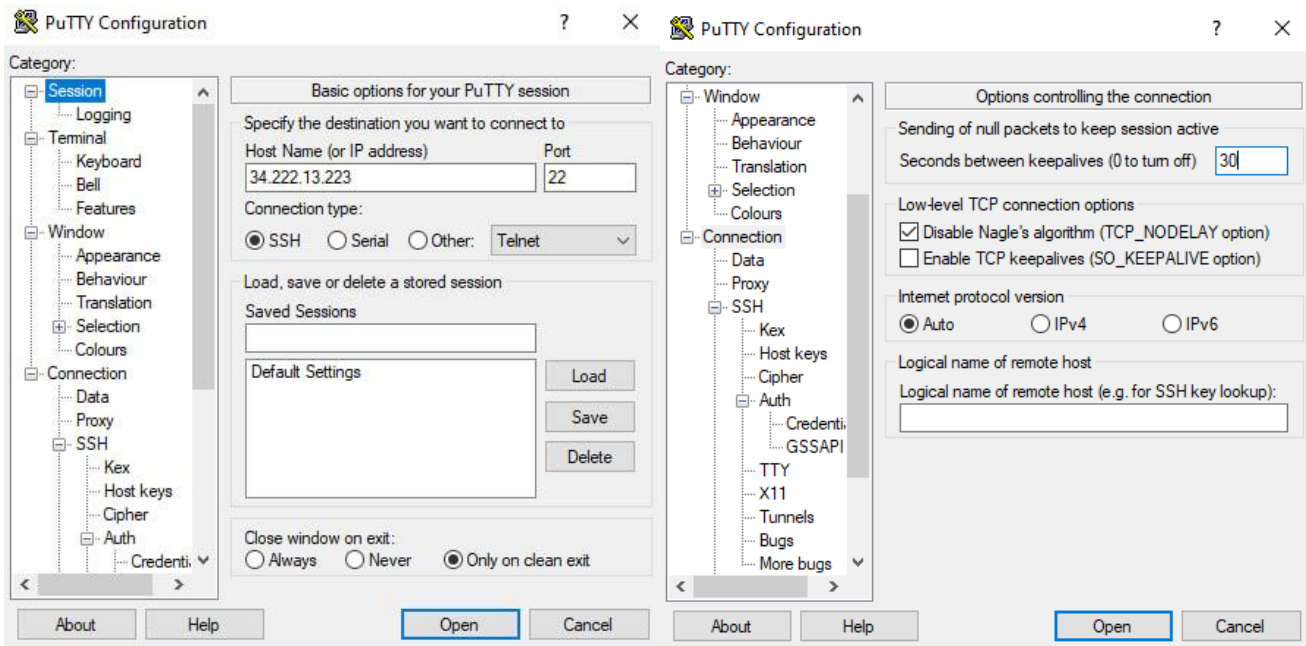 PuTTY Configuration
?
Category:
Session
Logging
Terminal
Keyboard
Bell
Features
Window
Appearance
Behaviour
Translation
Selection
Colours
Connection
Data
Proxy
SSH
Kex
Host keys
Cipher
Auth
Credenti
Basic options for your PuTTY session
Specify the destination you want to connect to
Host Name (or IP address) Port
34.222.13.223 22
Connection type:
SSH Serial Other: Telnet
Load, save or delete a stored session
Saved Sessions
Default Settings
Load
Save
Delete
Close window on exit:
Always Never Only on clean exit
About Help Open Cancel
PuTTY Configuration
?
Category:
Window
Appearance
Behaviour
Translation
Selection
Colours
Connection
Data
Proxy
SSH
Kex
Host keys
Cipher
Auth
Credenti
GSSAPI
TTY
X11
Tunnels
Bugs
More bugs
Options controlling the connection
Sending of null packets to keep session active
Seconds between keepalives (0 to turn off) 30
Low-level TCP connection options
Disable Nagle's algorithm (TCP_NODELAY option)
Enable TCP keepalives (SO_KEEPALIVE option)
Internet protocol version
Auto IPv4 IPv6
Logical name of remote host
Logical name of remote host (e.g. for SSH key lookup):
About Help Open Cancel